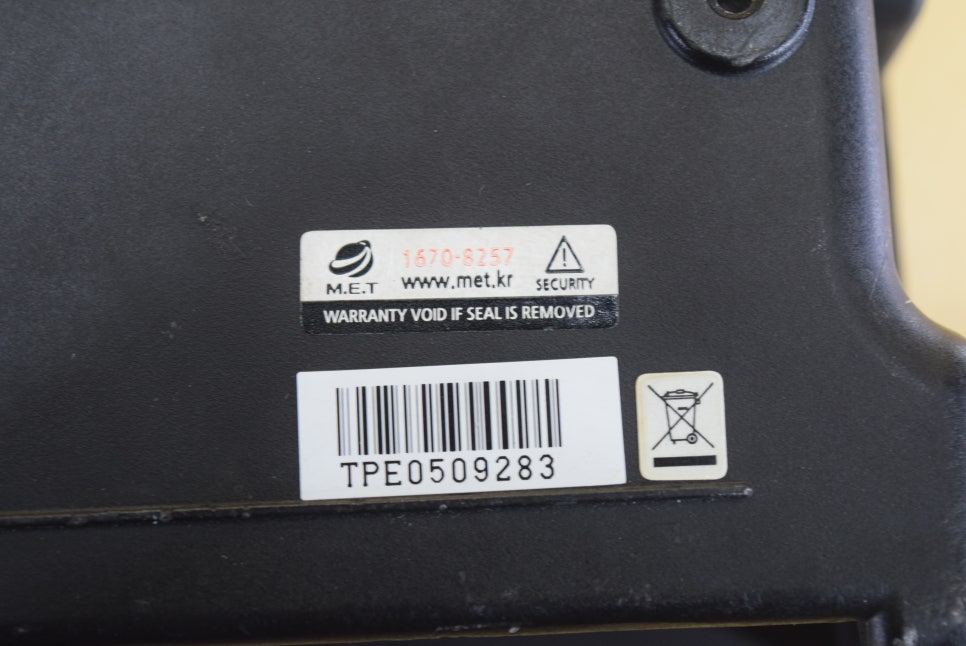 M.E.T
1670-8257
www.met.kr
SECURITY
WARRANTY VOID IF SEAL IS REMOVED
TPE0509283